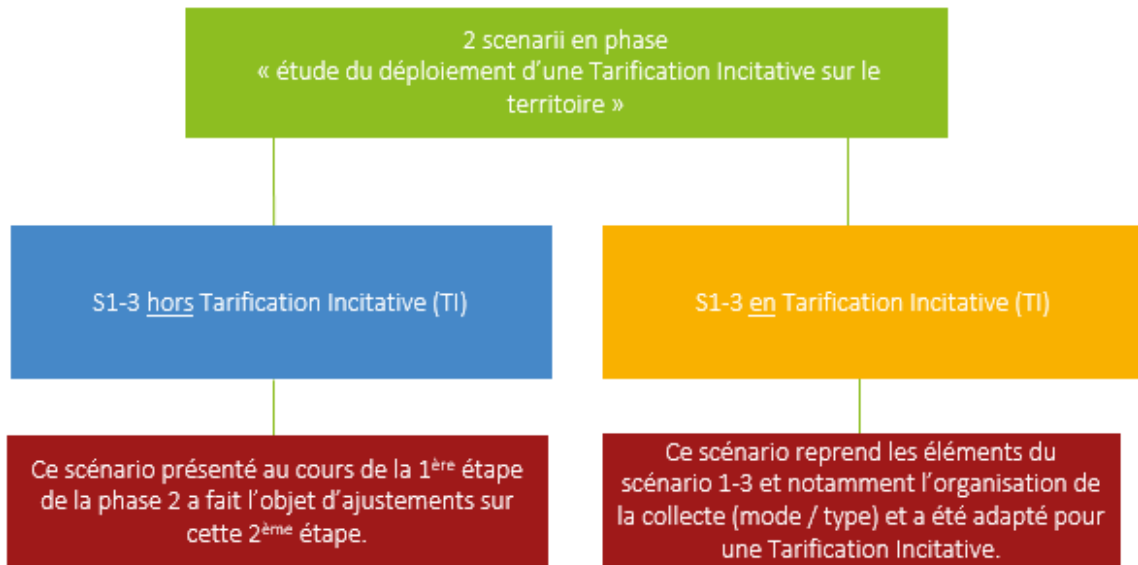 2 scenarii en phase
« étude du déploiement d’une Tarification Incitative sur le
territoire »
S1-3 hors Tarification Incitative (TI)
S1-3 en Tarification Incitative (TI)
Ce scénario présenté au cours de la 1ère étape
de la phase 2 a fait l’objet d’ajustements sur
cette 2ème étape.
Ce scénario reprend les éléments du
scénario 1-3 et notamment l’organisation de
la collecte (mode / type) et a été adapté pour
une Tarification Incitative.